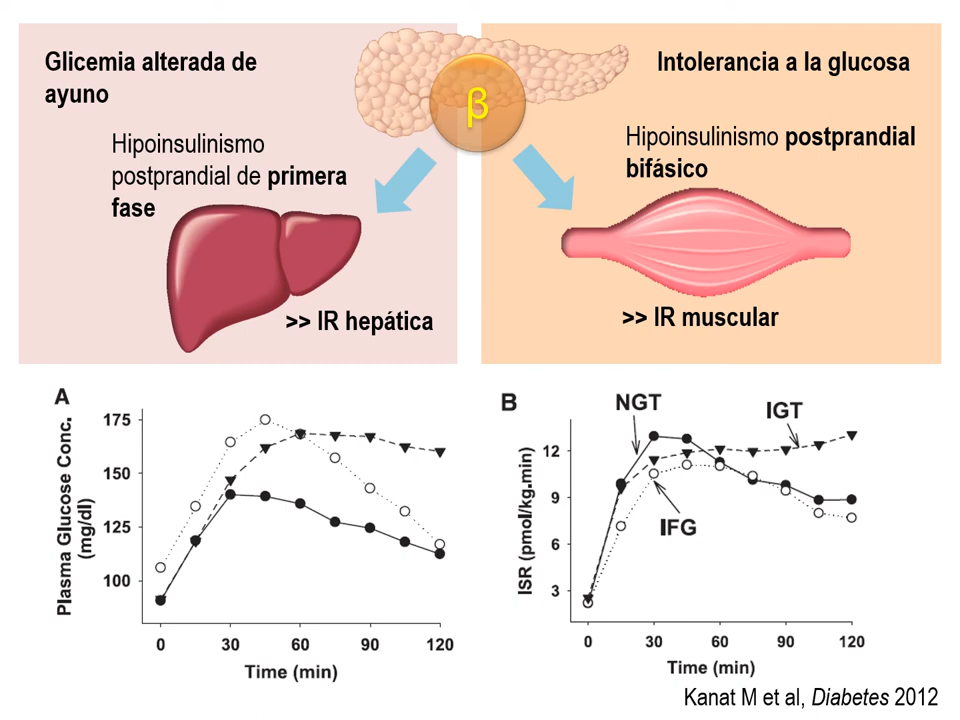 Glicemia alterada de
ayuno
Hipoinsulinismo
postprandial de primera
fase
>> IR hepática
β
Intolerancia a la glucosa
Hipoinsulinismo postprandial
bifásico
>> IR muscular
A
Plasma Glucose Conc.
(mg/dl)
175
150
125
100
0 30 60 90 120
Time (min)
B
NGT
IGT
IFG
ISR (pmol/kg.min)
12
9
6
3
0 30 60 90 120
Time (min)
Kanat M et al, Diabetes 2012